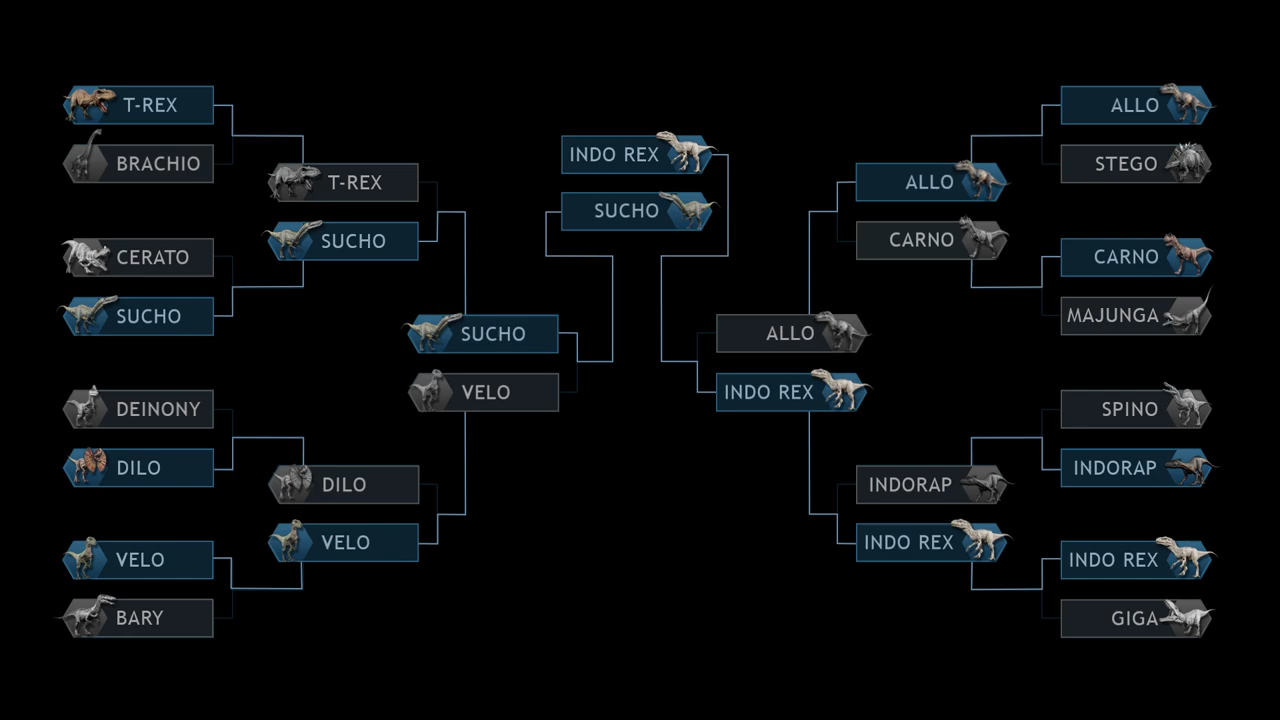 T-REX
BRACHIO
CERATO
SUCHO
DEINONY
DILO
VELO
BARY
T-REX
SUCHO
DILO
VELO
SUCHO
VELO
INDO REX
SUCHO
ALLO
INDO REX
ALLO
CARNO
INDORAP
INDO REX
ALLO
STEGO
CARNO
MAJUNGA
SPINO
INDORAP
INDO REX
GIGA